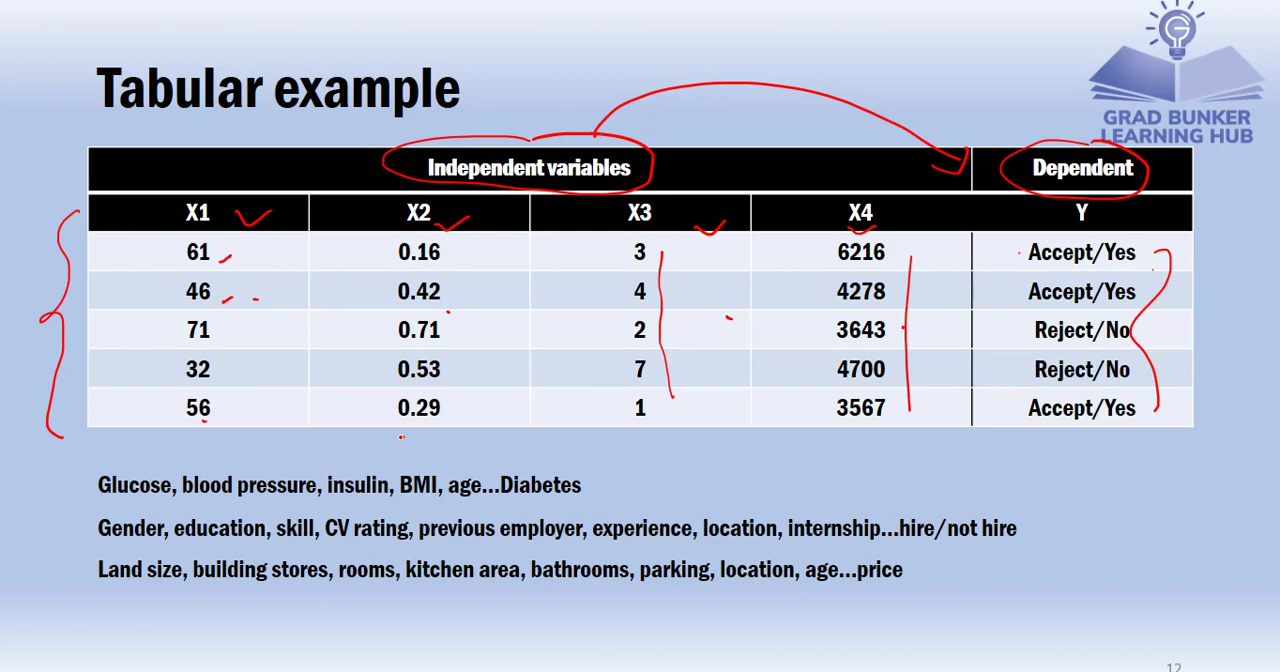 Tabular example
GRAD BUNKER
LEARNING HUB
Independent variables Dependent
X1 X2 X3 X4 Y
61 0.16 3 6216 Accept/Yes
46 0.42 4 4278 Accept/Yes
71 0.71 2 3643 Reject/No
32 0.53 7 4700 Reject/No
56 0.29 1 3567 Accept/Yes
Glucose, blood pressure, insulin, BMI, age...Diabetes
Gender, education, skill, CV rating, previous employer, experience, location, internship...hire/not hire
Land size, building stores, rooms, kitchen area, bathrooms, parking, location, age...price
12